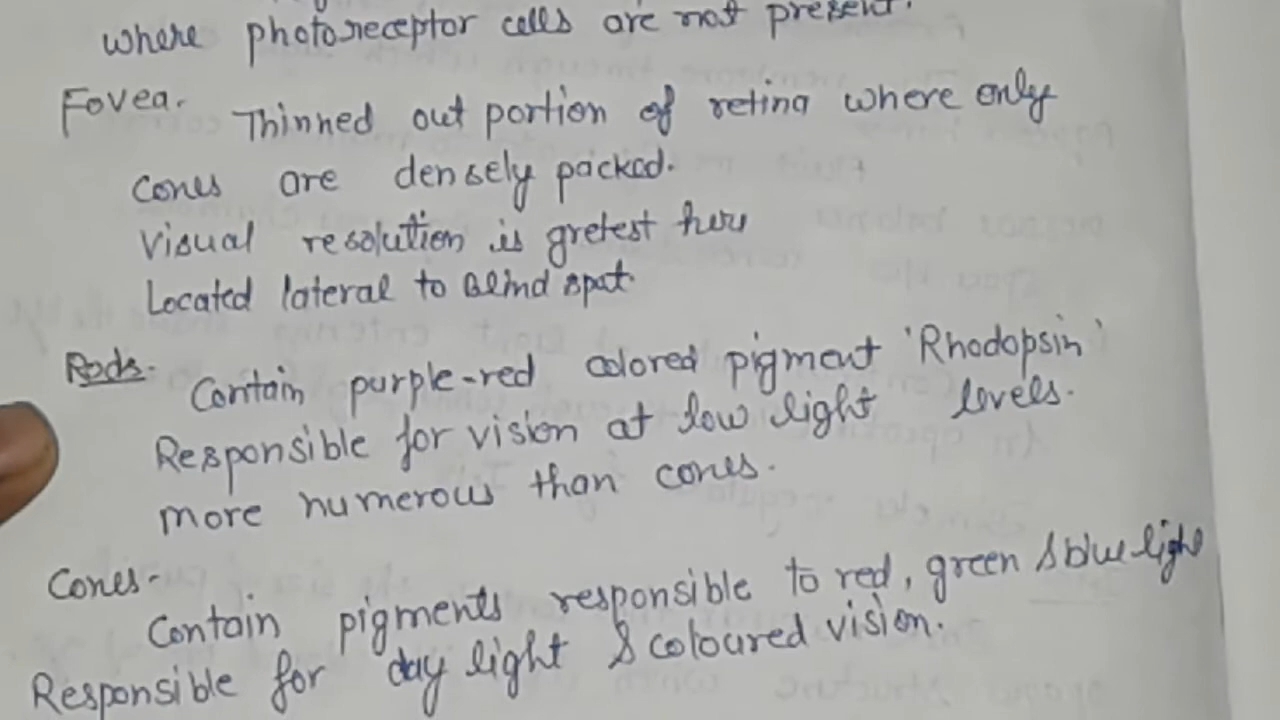 where photoreceptor cells are not present.
Fovea.
Thinned out portion of retina where only
cones are densely packed.
Visual resolution is gretest here
Located lateral to Blind spot.
Rods.
Contain purple-red colored pigment 'Rhodopsin'
Responsible for vision at low light levels.
more numerous than cones.
Cones-
Contain pigments responsible to red, green & blue light
Responsible for day light & coloured vision.